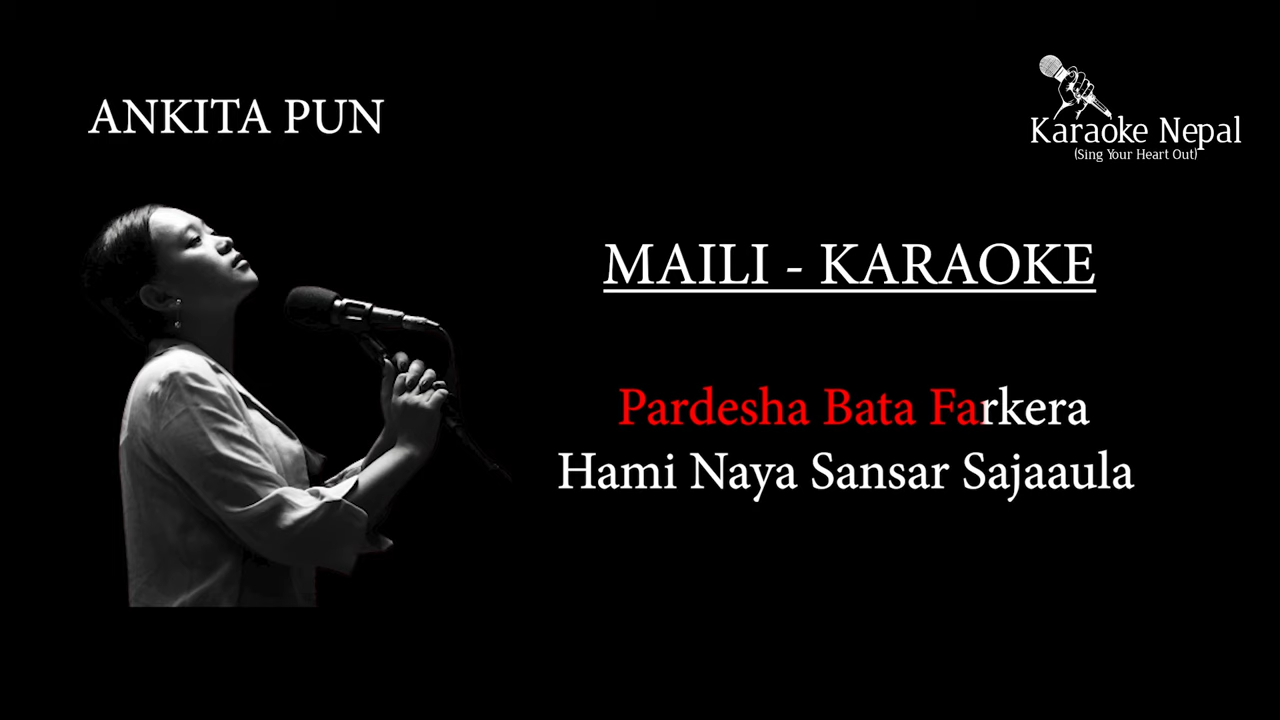 ANKITA PUN
Karaoke Nepal
(Sing Your Heart Out)
MAILI - KARAOKE
Pardesha Bata Farkera
Hami Naya Sansar Sajaaula